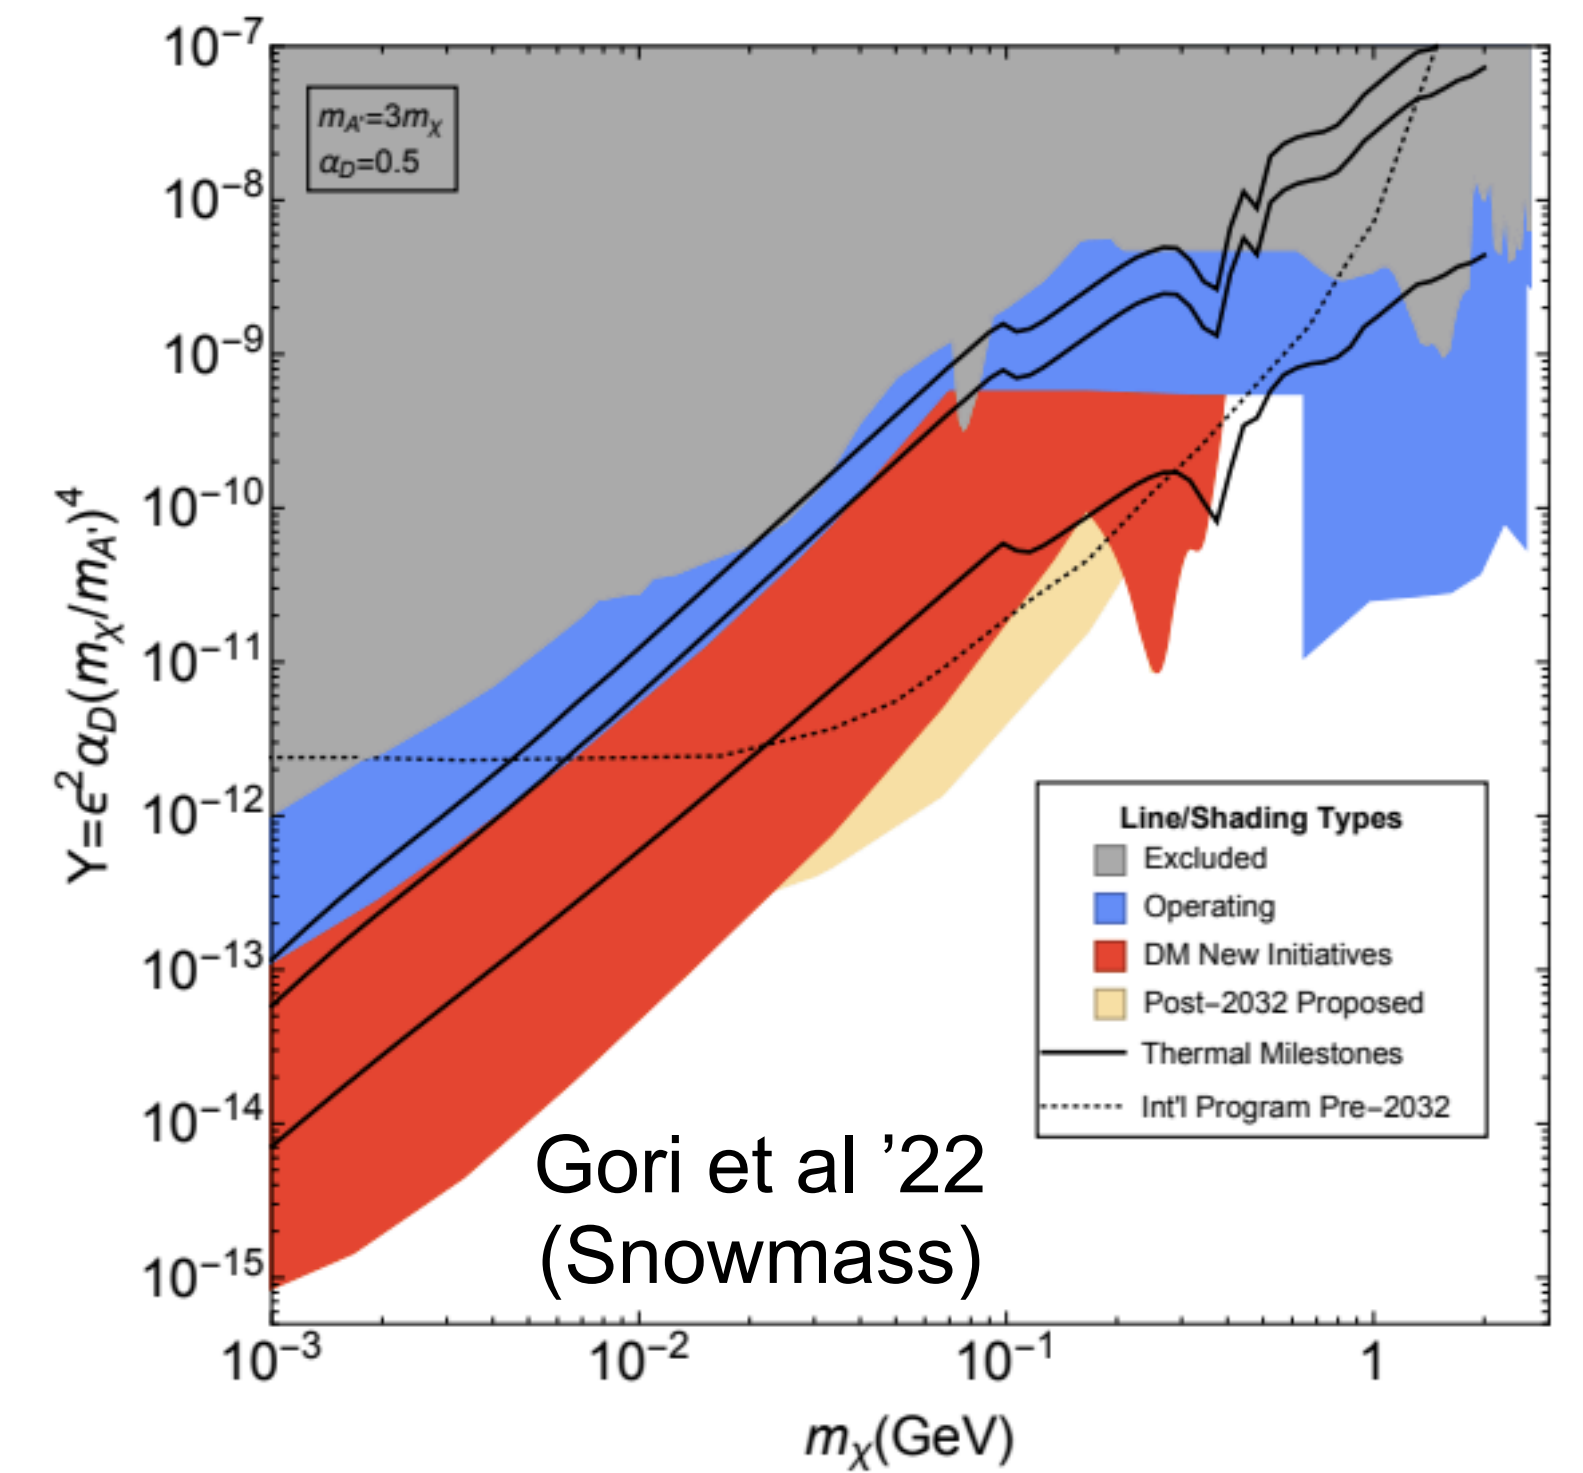 10⁻⁷
10⁻⁸
10⁻⁹
10⁻¹⁰
10⁻¹¹
10⁻¹²
10⁻¹³
10⁻¹⁴
10⁻¹⁵
Y=ϵ²α_D(m_χ/m_A')⁴
m_A'=3m_χ
α_D=0.5
Line/Shading Types
Excluded
Operating
DM New Initiatives
Post−2032 Proposed
Thermal Milestones
Int'l Program Pre−2032
Gori et al ’22
(Snowmass)
10⁻³ 10⁻² 10⁻¹ 1
m_χ(GeV)